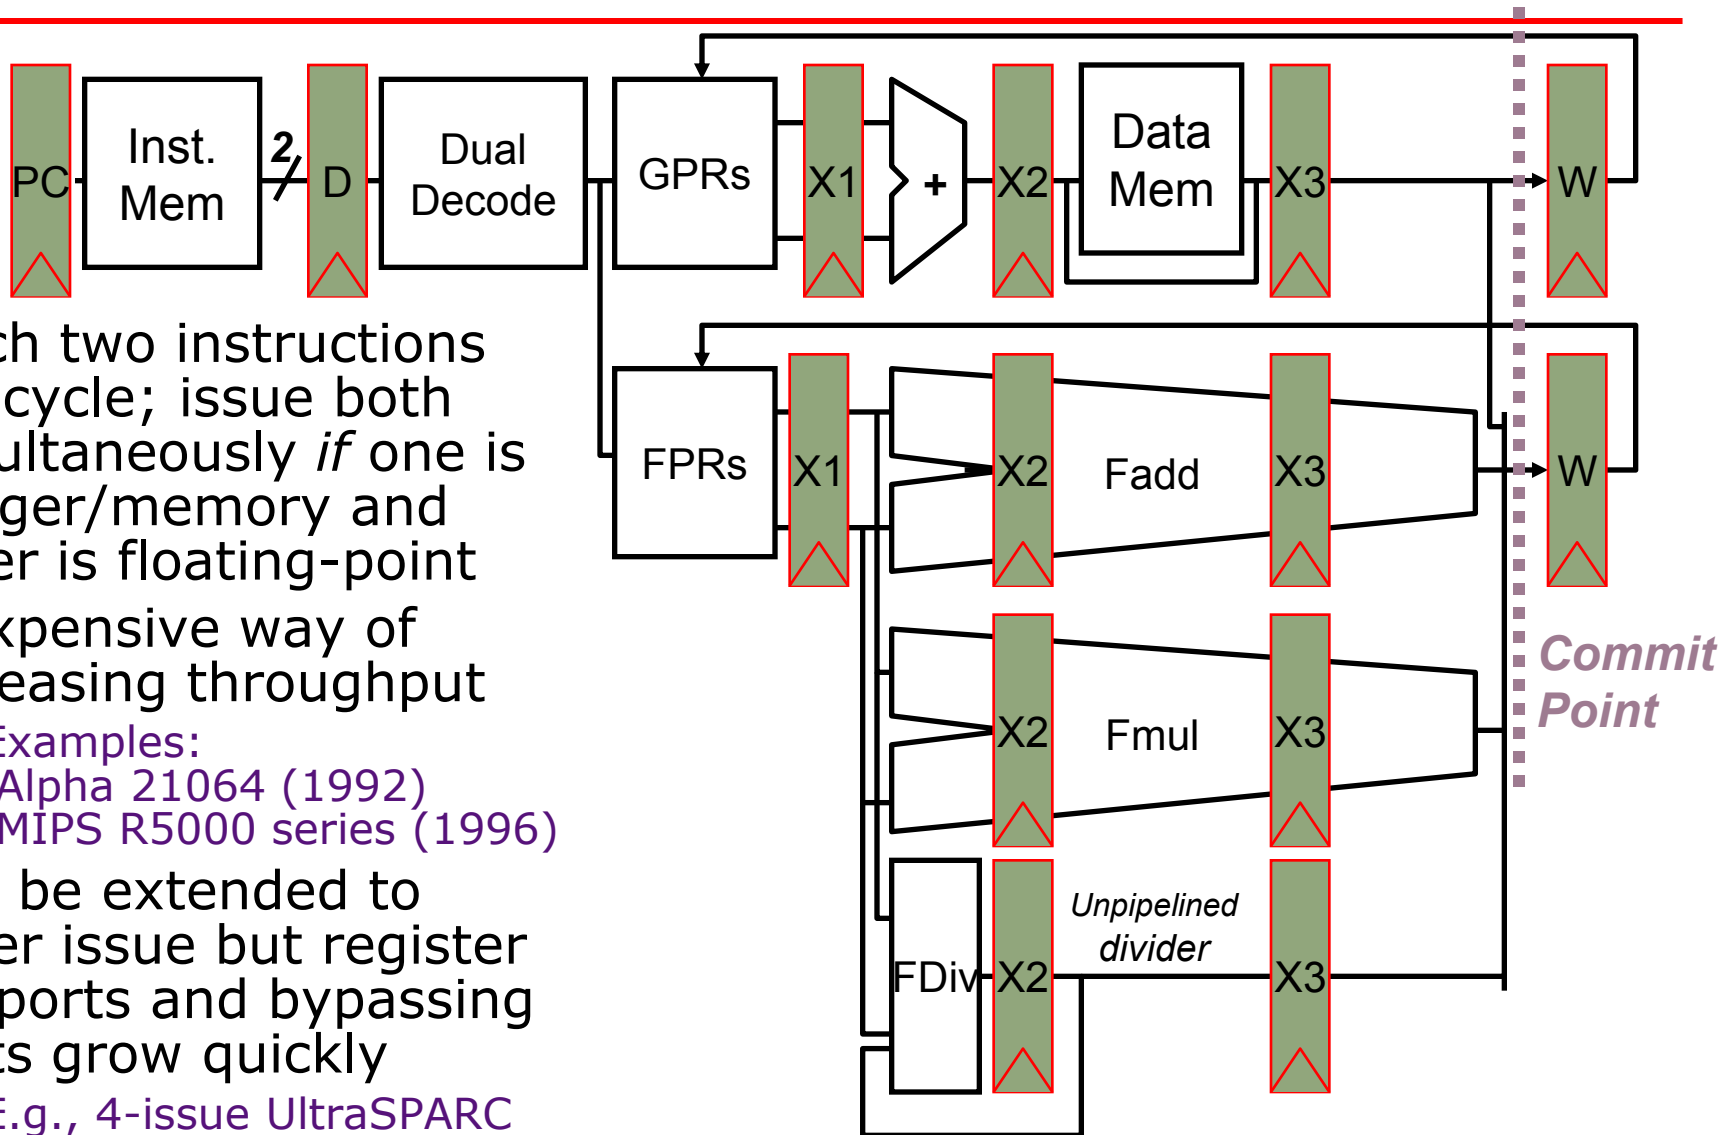 PC
Inst.
Mem
2
D
Dual
Decode
GPRs
X1
+
X2
Data
Mem
X3
W
ch two instructions
cycle; issue both
ultaneously if one is
ger/memory and
er is floating-point
xpensive way of
easing throughput
Examples:
Alpha 21064 (1992)
MIPS R5000 series (1996)
be extended to
er issue but register
ports and bypassing
ts grow quickly
E.g., 4-issue UltraSPARC
FPRs
X1
X2
Fadd
X3
W
X2
Fmul
X3
Commit
Point
FDiv
X2
Unpipelined
divider
X3